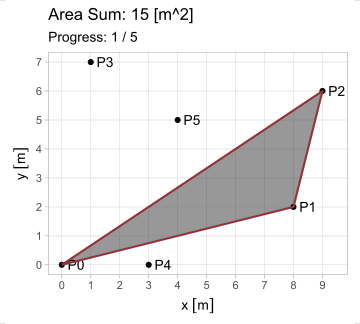 Area Sum: 15 [m^2]
Progress: 1 / 5
7
P3
6
P2
5
P5
4
3
2
P1
1
0
P0
P4
0 1 2 3 4 5 6 7 8 9
y [m]
x [m]